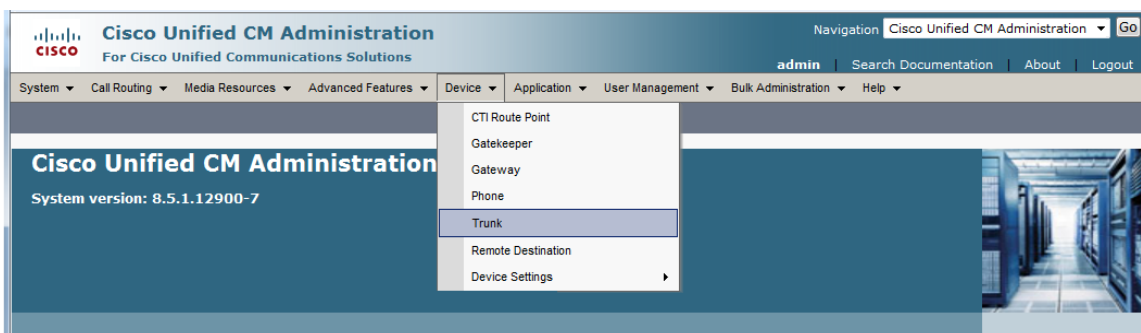 Cisco Unified CM Administration
Navigation Cisco Unified CM Administration Go
CISCO
For Cisco Unified Communications Solutions
admin | Search Documentation | About | Logout
System Call Routing Media Resources Advanced Features Device Application User Management Bulk Administration Help
CTI Route Point
Gatekeeper
Gateway
Phone
Trunk
Remote Destination
Device Settings
Cisco Unified CM Administration
System version: 8.5.1.12900-7